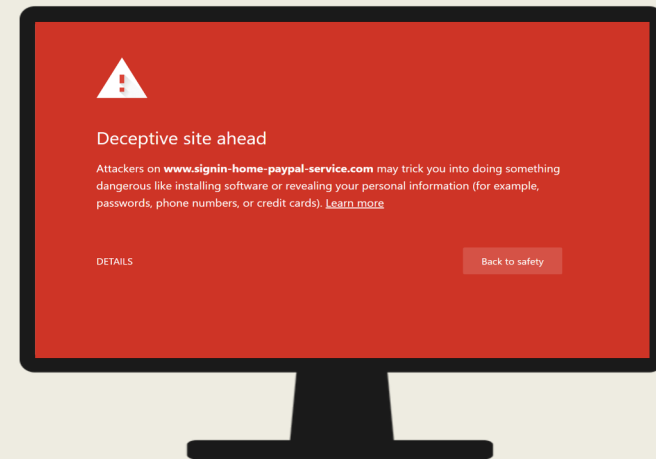 Deceptive site ahead
Attackers on www.signin-home-paypal-service.com may trick you into doing something
dangerous like installing software or revealing your personal information (for example,
passwords, phone numbers, or credit cards). Learn more
DETAILS
Back to safety